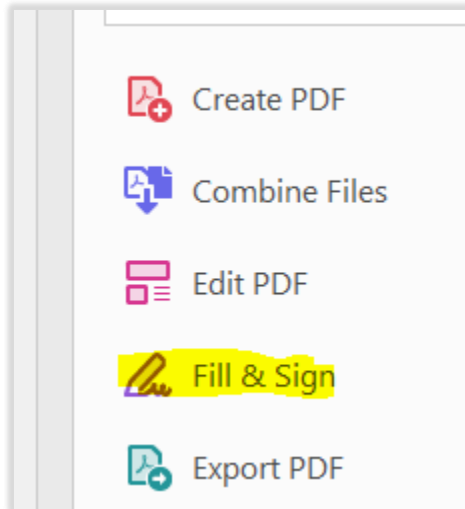 Create PDF
Combine Files
Edit PDF
Fill & Sign
Export PDF